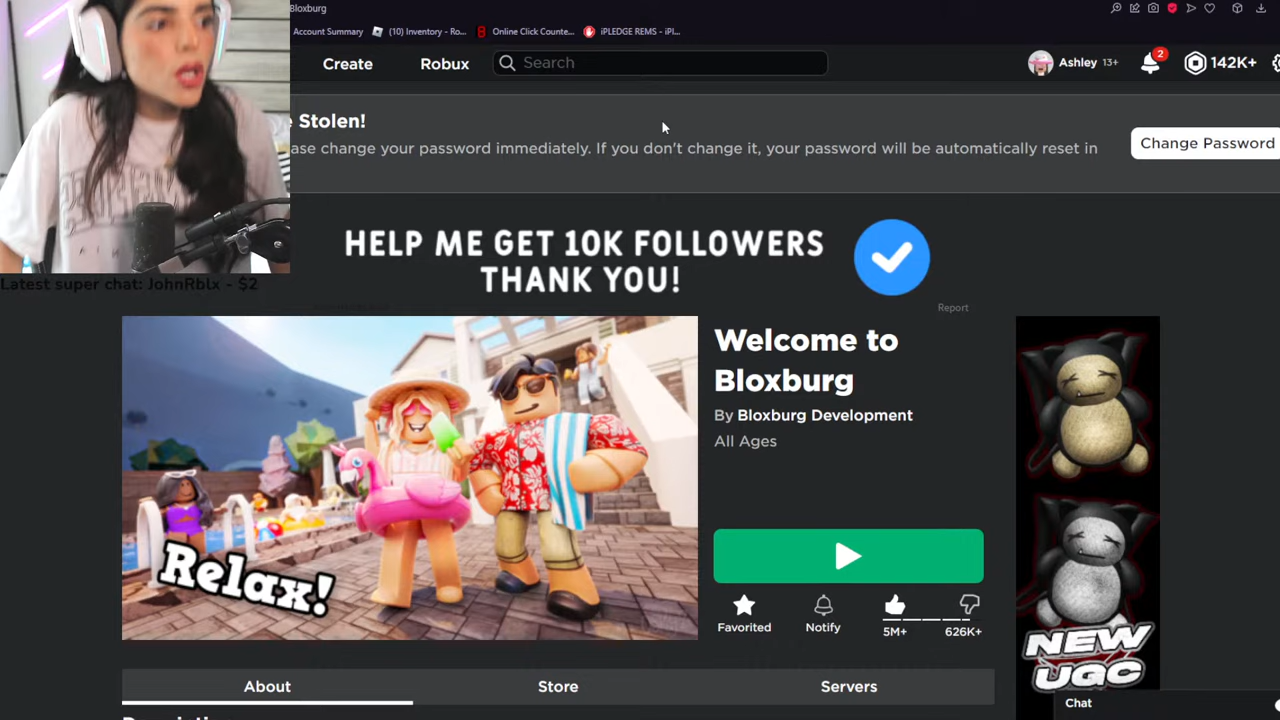 Bloxburg
Account Summary
(10) Inventory - Ro...
Online Click Counte...
iPLEDGE REMS - iPl...
Create
Robux
Search
Ashley 13+
2
142K+
e Stolen!
ase change your password immediately. If you don't change it, your password will be automatically reset in
Change Password
HELP ME GET 10K FOLLOWERS
THANK YOU!
Latest super chat: JohnRblx - $2
Report
Welcome to
Bloxburg
By Bloxburg Development
All Ages
Relax!
Favorited
Notify
5M+
626K+
NEW
UGC
About
Store
Servers
Chat